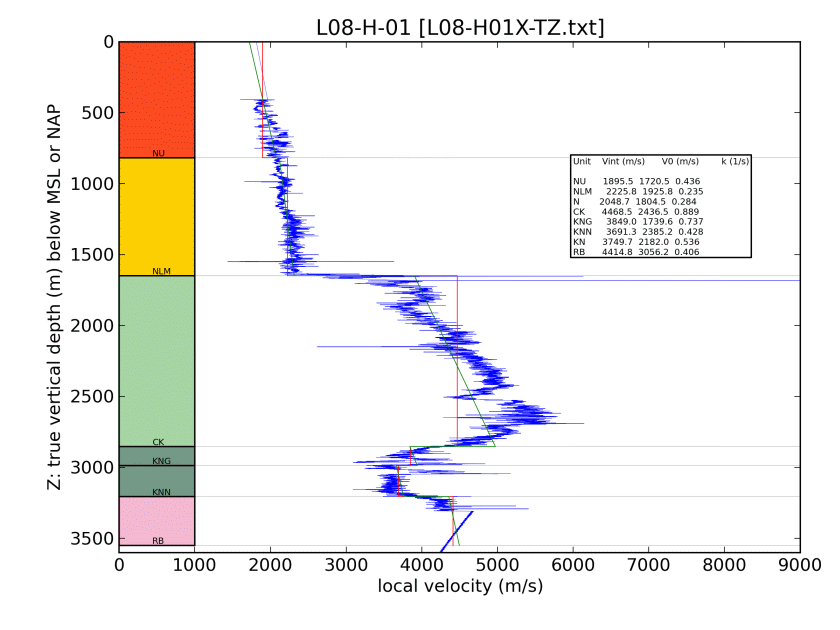 L08-H-01 [L08-H01X-TZ.txt]
Z: true vertical depth (m) below MSL or NAP
0
500
1000
1500
2000
2500
3000
3500
NU
NLM
CK
KNG
KNN
RB
Unit Vint (m/s) V0 (m/s) k (1/s)
NU 1895.5 1720.5 0.436
NLM 2225.8 1925.8 0.235
N 2048.7 1804.5 0.284
CK 4468.5 2436.5 0.889
KNG 3849.0 1739.6 0.737
KNN 3691.3 2385.2 0.428
KN 3749.7 2182.0 0.536
RB 4414.8 3056.2 0.406
0 1000 2000 3000 4000 5000 6000 7000 8000 9000
local velocity (m/s)